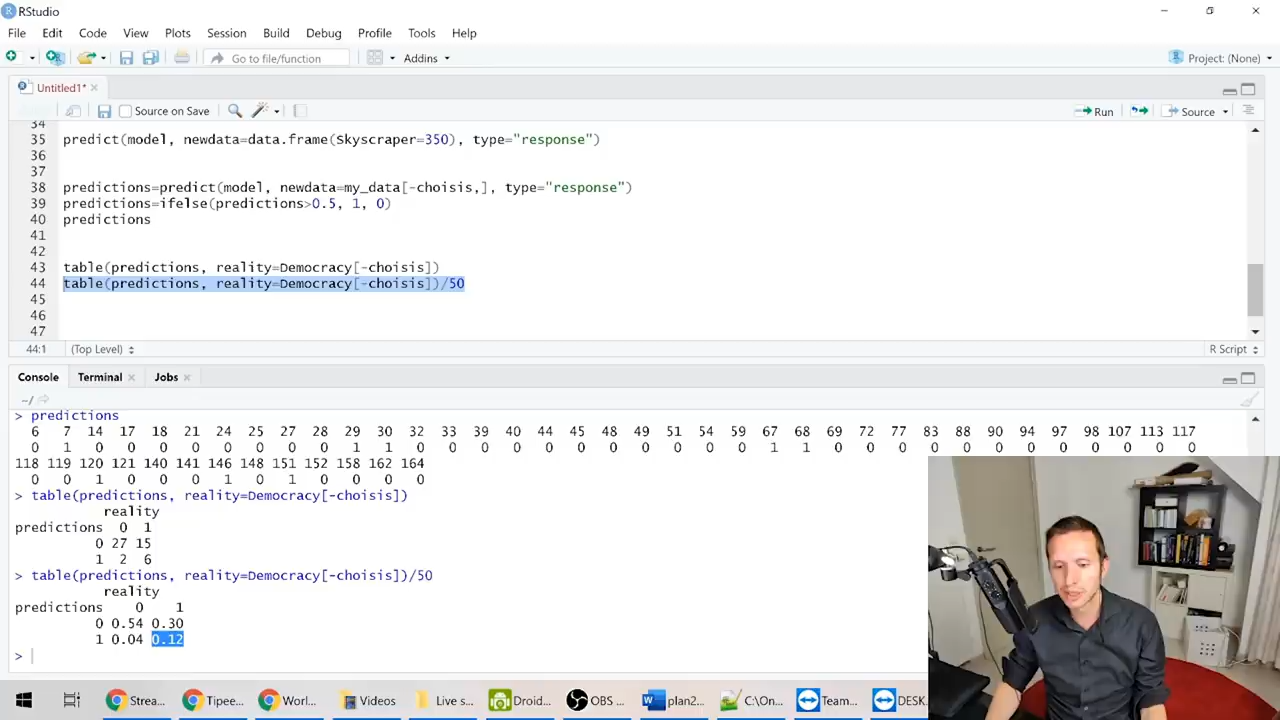 RStudio
File Edit Code View Plots Session Build Debug Profile Tools Help
Go to file/function Addins Project: (None)
Untitled1*
Source on Save Run Source
34
35 predict(model, newdata=data.frame(Skyscraper=350), type="response")
36
37
38 predictions=predict(model, newdata=my_data[-choisis,], type="response")
39 predictions=ifelse(predictions>0.5, 1, 0)
40 predictions
41
42
43 table(predictions, reality=Democracy[-choisis])
44 table(predictions, reality=Democracy[-choisis])/50
45
46
47
44:1 (Top Level) R Script
Console Terminal Jobs
~/
> predictions
6 7 14 17 18 21 24 25 27 28 29 30 32 33 39 40 44 45 48 49 51 54 59 67 68 69 72 77 83 88 90 94 97 98 107 113 117
0 1 0 0 0 0 0 0 0 0 1 1 0 0 0 0 0 0 0 0 0 0 0 1 1 0 0 0 0 0 0 0 0 0 0 0 0
118 119 120 121 140 141 146 148 151 152 158 162 164
0 0 1 0 0 0 1 0 1 0 0 0 0
> table(predictions, reality=Democracy[-choisis])
reality
predictions 0 1
0 27 15
1 2 6
> table(predictions, reality=Democracy[-choisis])/50
reality
predictions 0 1
0 0.54 0.30
1 0.04 0.12
>
Strea... Tipee... Worl... Videos Live s... Droid... OBS ... plan2... C:\On... Team... DESK...